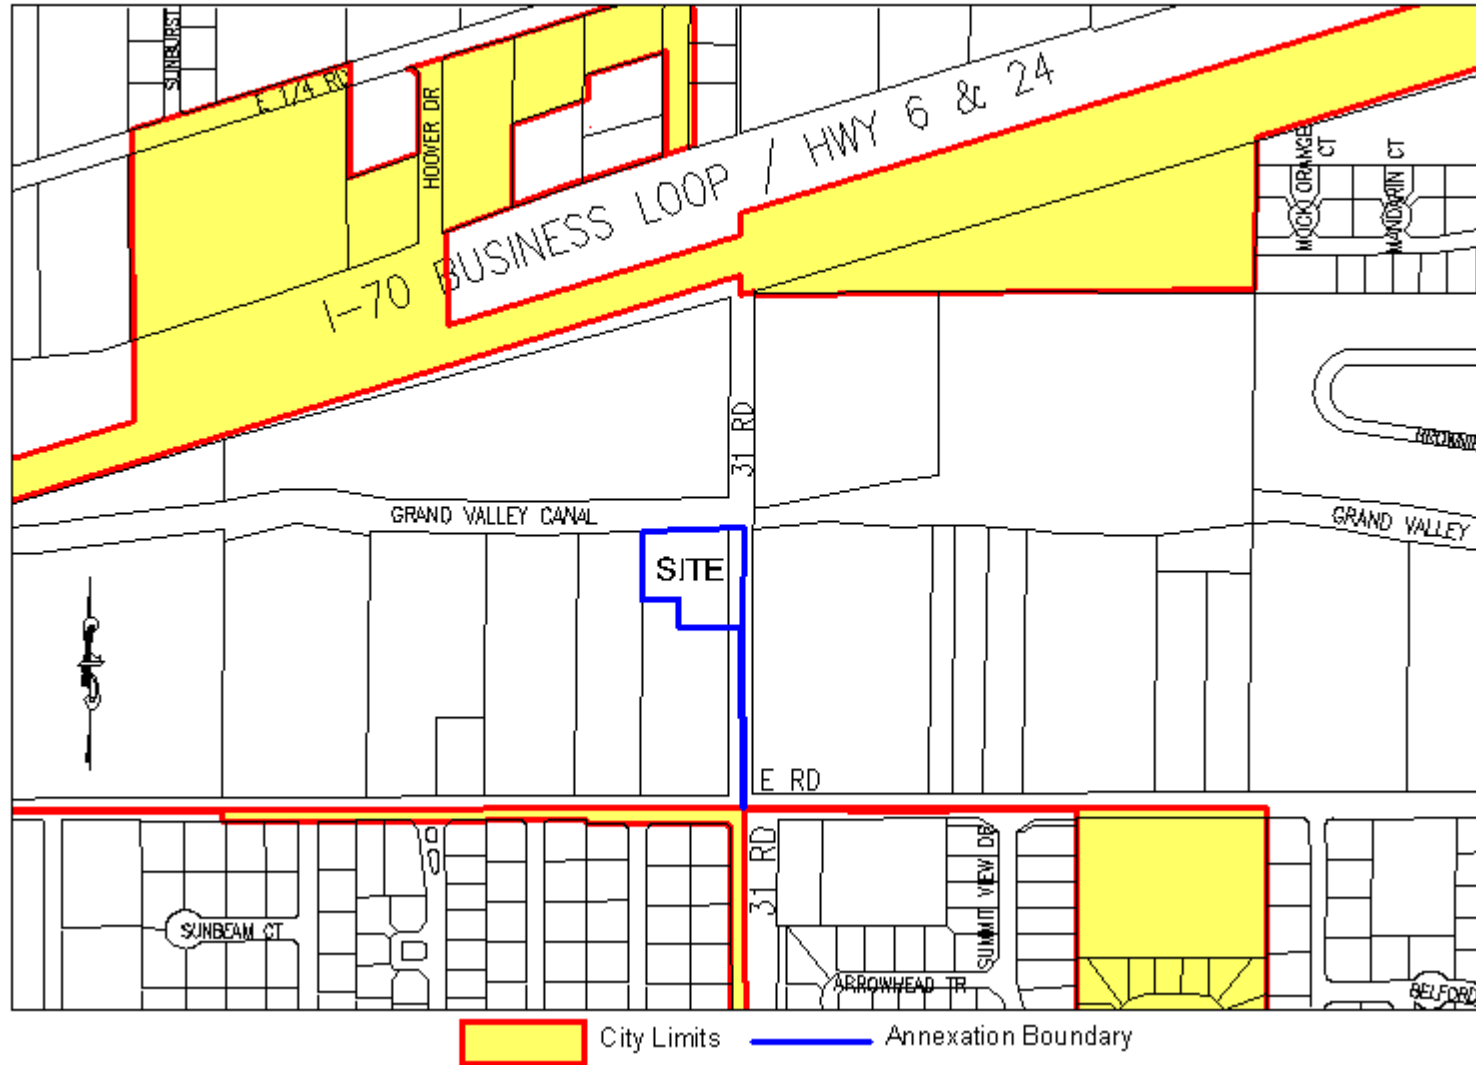 SUNBURST
E 1/4 RD
HOOVER DR
I-70 BUSINESS LOOP / HWY 6 & 24
MOCK ORANGE CT
MANDARIN CT
31 RD
GRAND VALLEY CANAL
GRAND VALLEY
SITE
E RD
31 RD
SUMMIT VIEW DR
SUNBEAM CT
ARROWHEAD TR
BELFORD
City Limits
Annexation Boundary